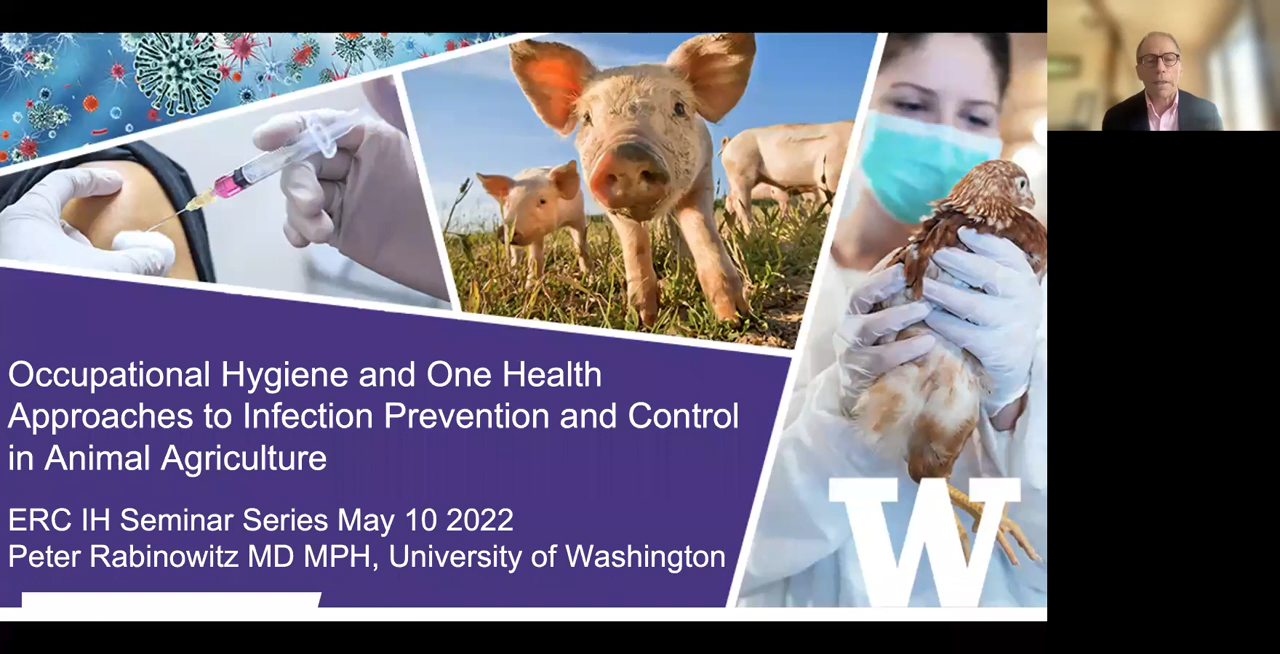 Occupational Hygiene and One Health
Approaches to Infection Prevention and Control
in Animal Agriculture
ERC IH Seminar Series May 10 2022
Peter Rabinowitz MD MPH, University of Washington
W